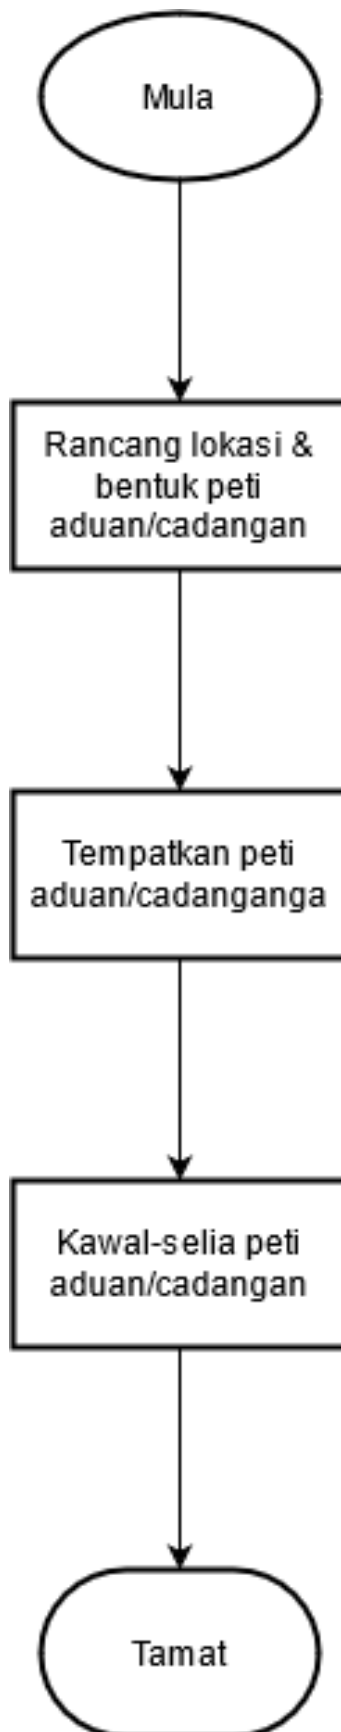 Mula
Rancang lokasi &
bentuk peti
aduan/cadangan
Tempatkan peti
aduan/cadanganga
Kawal-selia peti
aduan/cadangan
Tamat